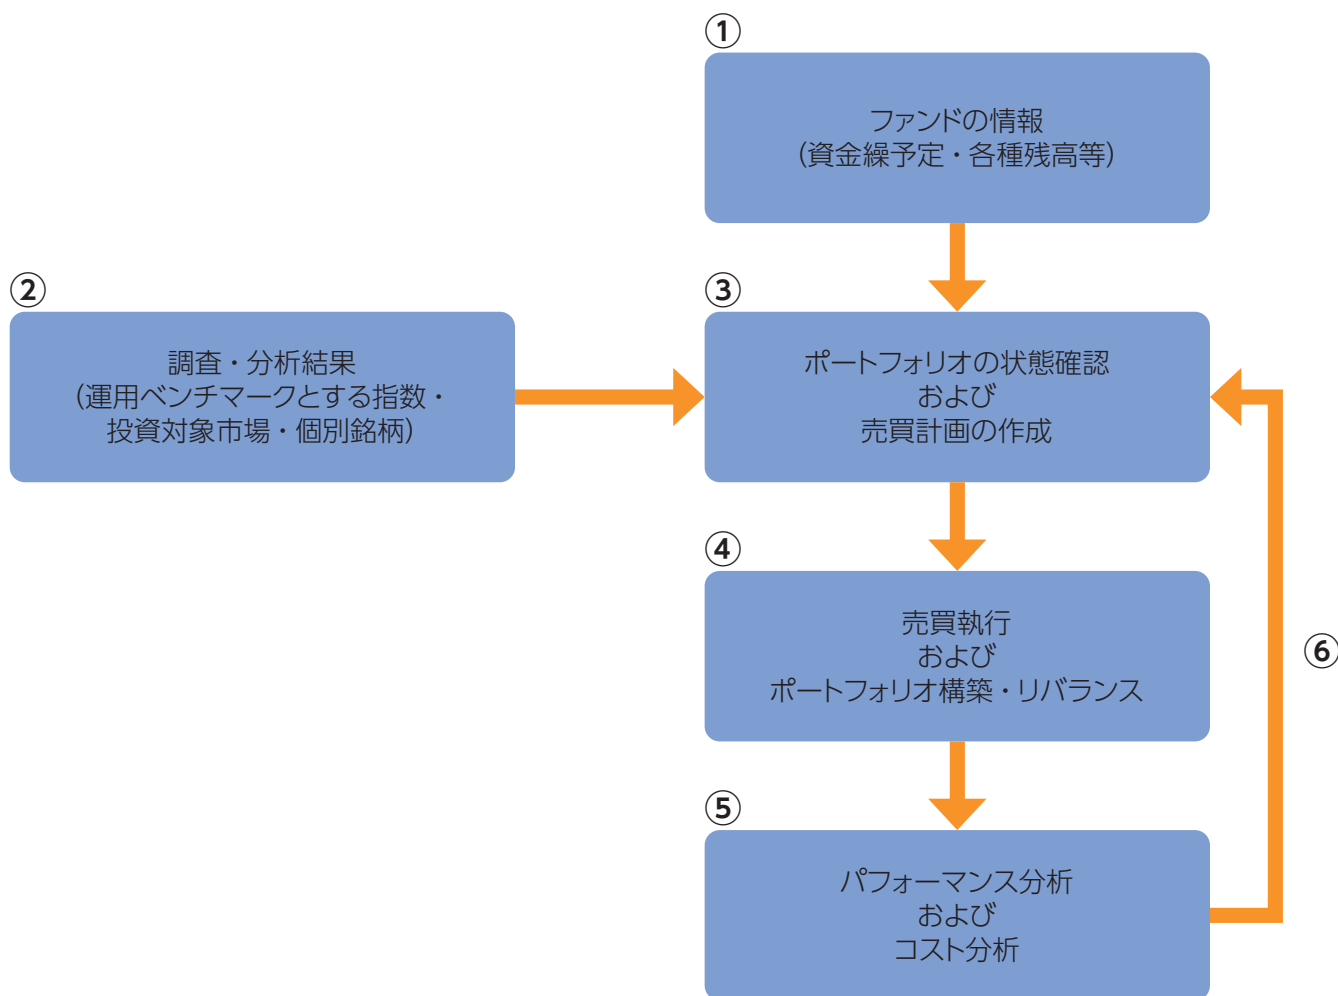 ①
ファンドの情報
(資金繰予定・各種残高等)
②
調査・分析結果
(運用ベンチマークとする指数・
投資対象市場・個別銘柄)
③
ポートフォリオの状態確認
および
売買計画の作成
④
売買執行
および
ポートフォリオ構築・リバランス
⑤
パフォーマンス分析
および
コスト分析
⑥